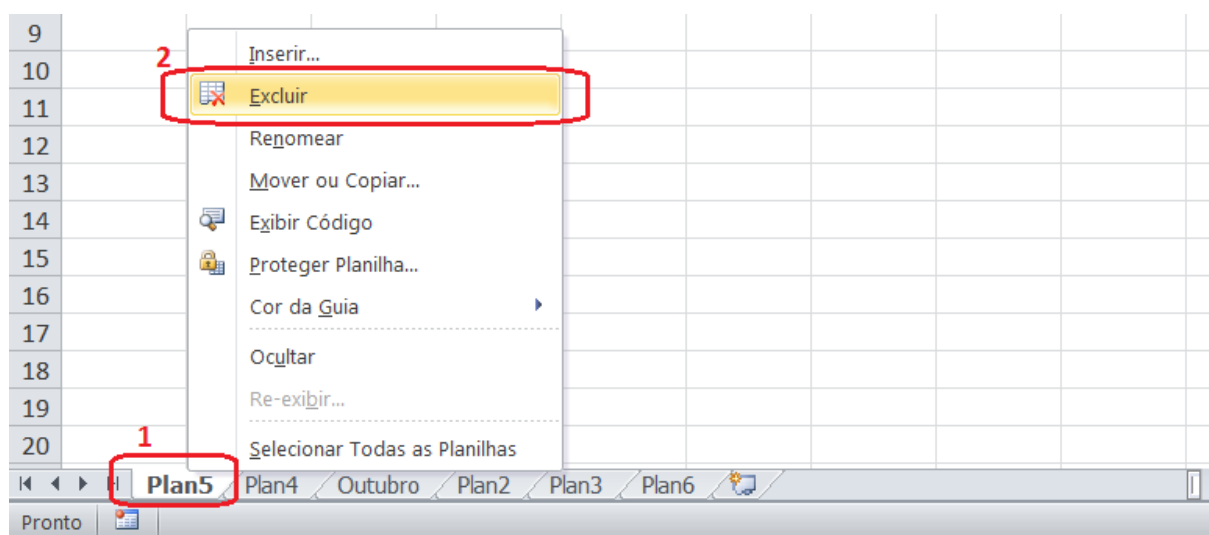 9
2
Inserir...
10
Excluir
11
12
Renomear
13
Mover ou Copiar...
14
Exibir Código
15
Proteger Planilha...
16
Cor da Guia
17
18
Ocultar
19
Re-exibir...
20
1
Selecionar Todas as Planilhas
Plan5 Plan4 Outubro Plan2 Plan3 Plan6
Pronto